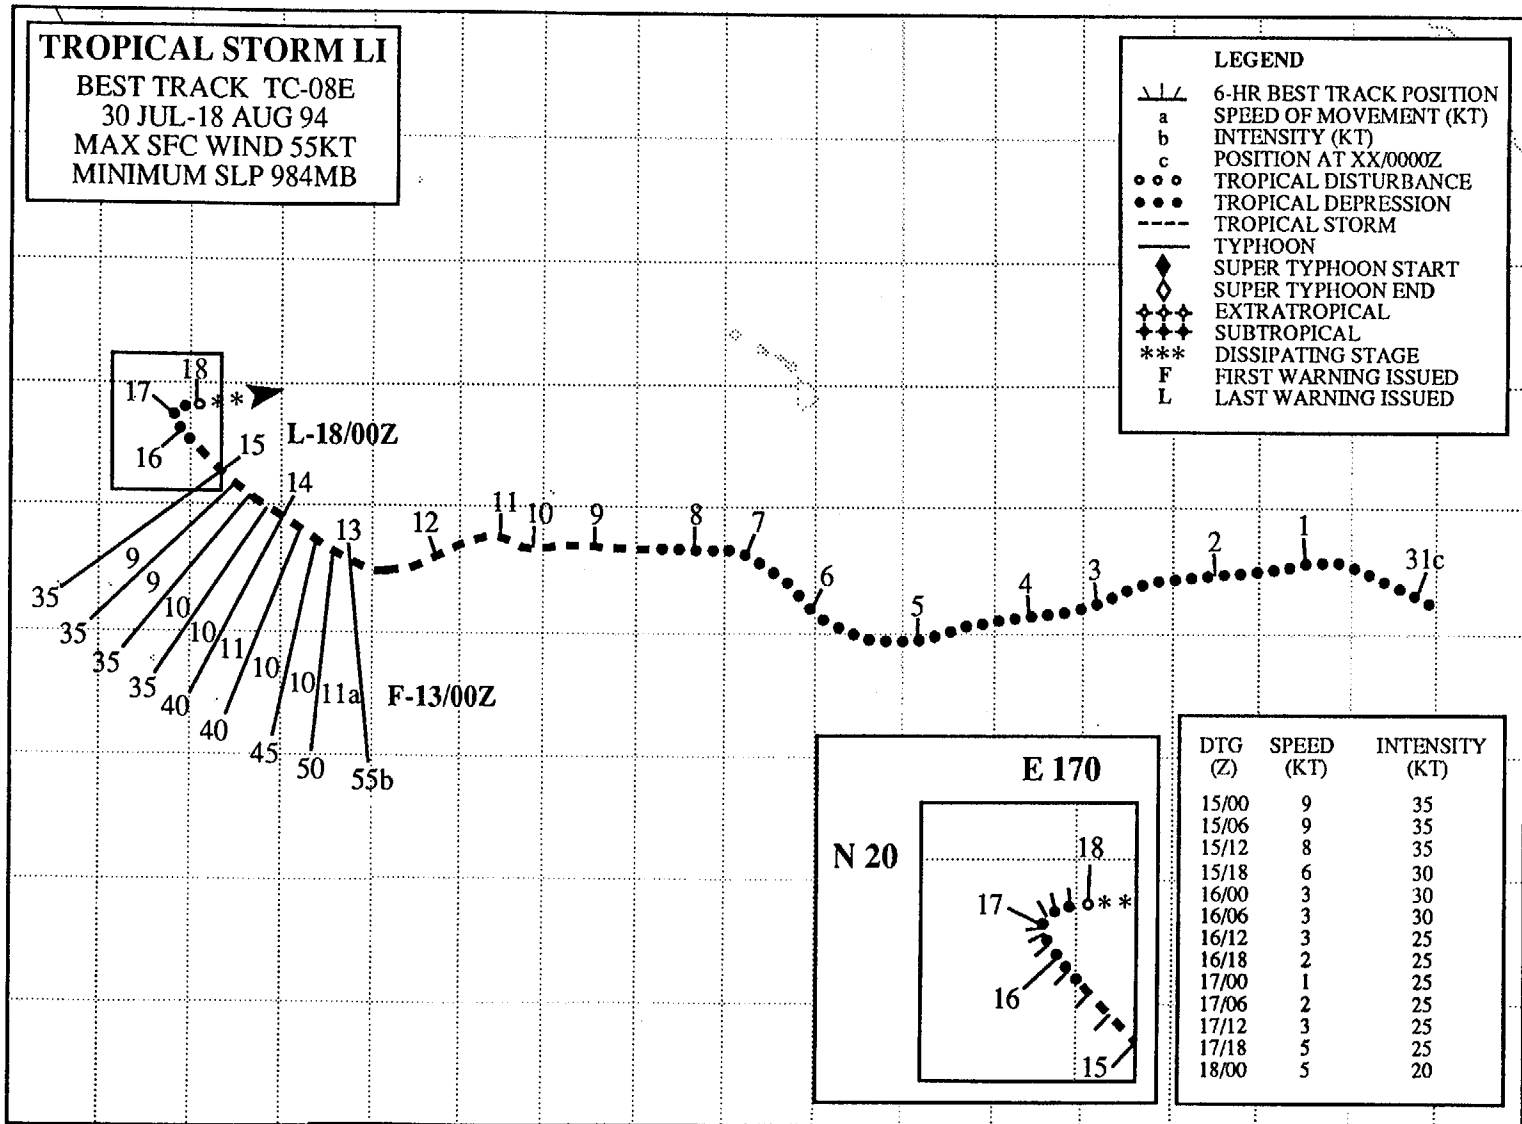 TROPICAL STORM LI
BEST TRACK TC-08E
30 JUL-18 AUG 94
MAX SFC WIND 55KT
MINIMUM SLP 984MB
LEGEND
6-HR BEST TRACK POSITION
a SPEED OF MOVEMENT (KT)
b INTENSITY (KT)
c POSITION AT XX/0000Z
TROPICAL DISTURBANCE
TROPICAL DEPRESSION
TROPICAL STORM
TYPHOON
SUPER TYPHOON START
SUPER TYPHOON END
EXTRATROPICAL
SUBTROPICAL
*** DISSIPATING STAGE
F FIRST WARNING ISSUED
L LAST WARNING ISSUED
18
17
* *
16
15
L-18/00Z
14
13
12
11
10
9
8
7
6
5
4
3
2
1
31c
9
9
10
10
11
10
10
11a
F-13/00Z
35
35
35
35
40
40
45
50
55b
E 170
N 20
18
17
* *
16
15
DTG SPEED INTENSITY
(Z) (KT) (KT)
15/00 9 35
15/06 9 35
15/12 8 35
15/18 6 30
16/00 3 30
16/06 3 30
16/12 3 25
16/18 2 25
17/00 1 25
17/06 2 25
17/12 3 25
17/18 5 25
18/00 5 20